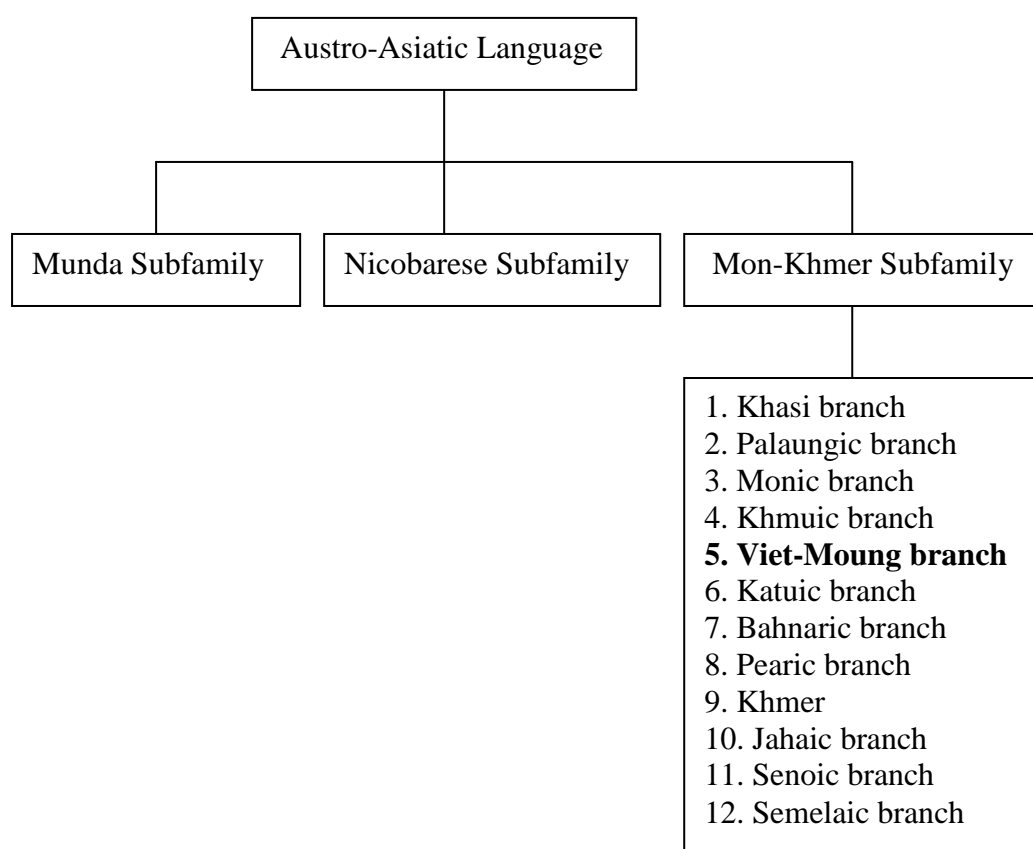 Austro-Asiatic Language
Munda Subfamily
Nicobarese Subfamily
Mon-Khmer Subfamily
1. Khasi branch
2. Palaungic branch
3. Monic branch
4. Khmuic branch
5. Viet-Moung branch
6. Katuic branch
7. Bahnaric branch
8. Pearic branch
9. Khmer
10. Jahaic branch
11. Senoic branch
12. Semelaic branch